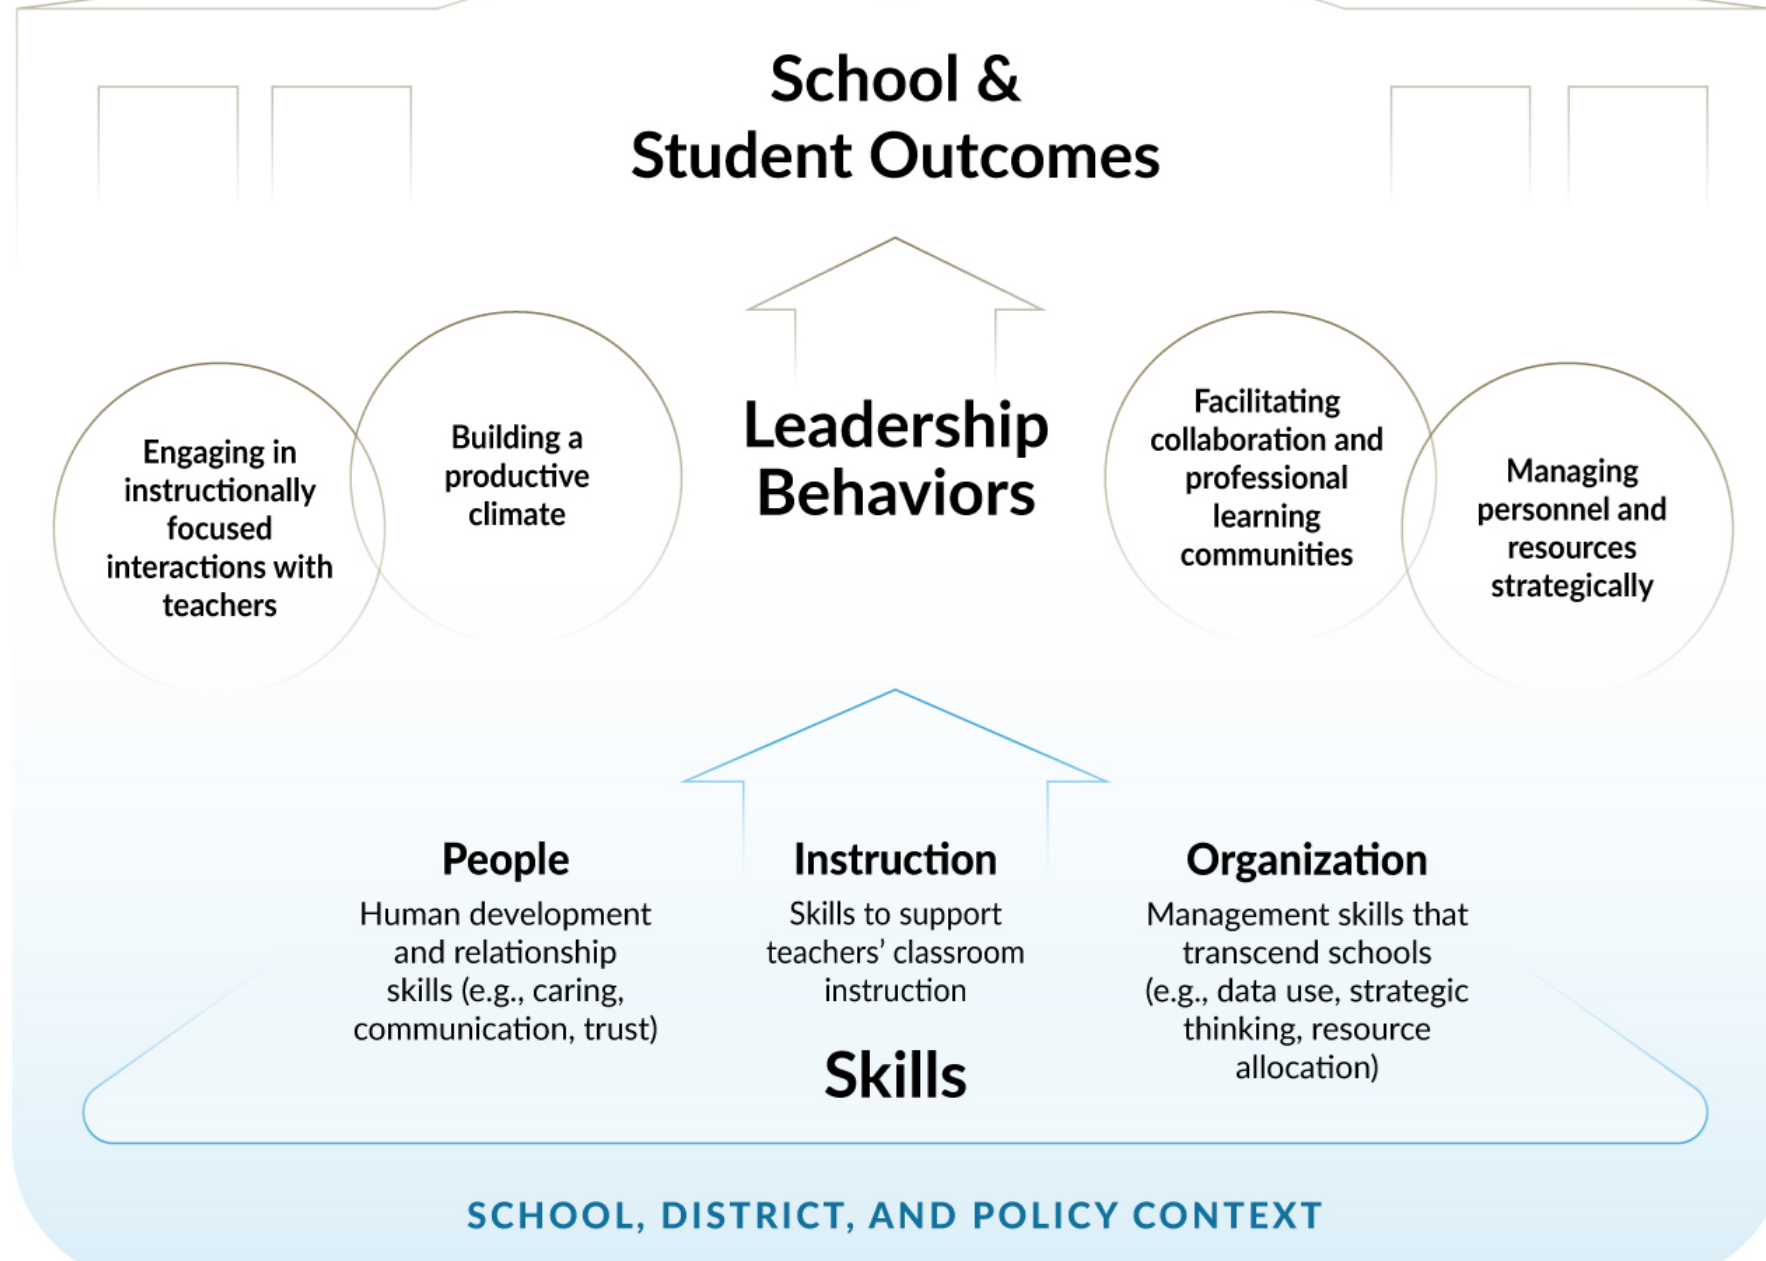 School &
Student Outcomes
Engaging in
instructionally
focused
interactions with
teachers
Building a
productive
climate
Leadership
Behaviors
Facilitating
collaboration and
professional
learning
communities
Managing
personnel and
resources
strategically
People
Human development
and relationship
skills (e.g., caring,
communication, trust)
Instruction
Skills to support
teachers’ classroom
instruction
Organization
Management skills that
transcend schools
(e.g., data use, strategic
thinking, resource
allocation)
Skills
SCHOOL, DISTRICT, AND POLICY CONTEXT